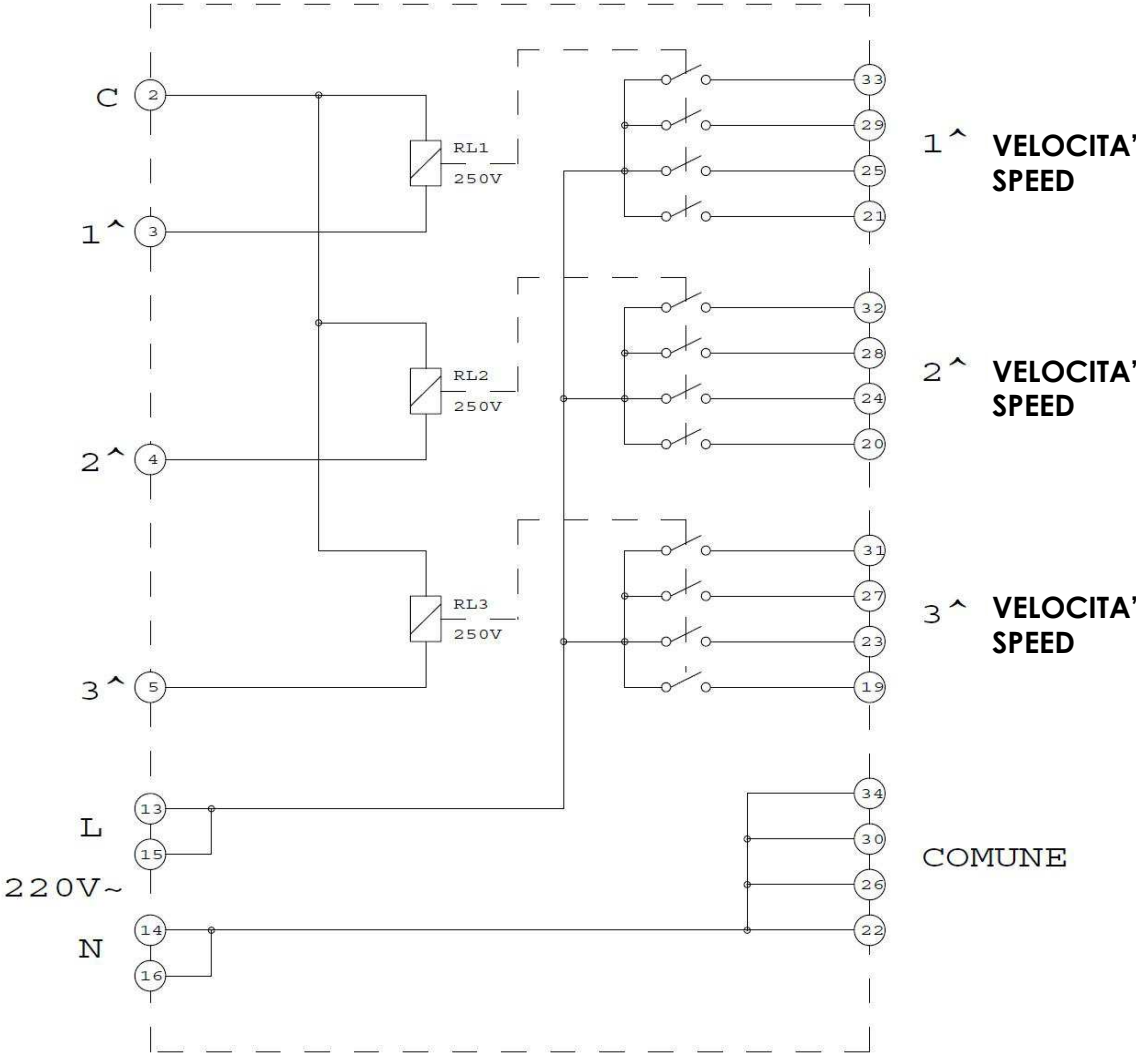 C 2
RL1
250V
1^ 3
33
29
25
21
1^ VELOCITA'
SPEED
RL2
250V
2^ 4
32
28
24
20
2^ VELOCITA'
SPEED
RL3
250V
3^ 5
31
27
23
19
3^ VELOCITA'
SPEED
13
L
15
220V~
14
N
16
34
30
26
22
COMUNE